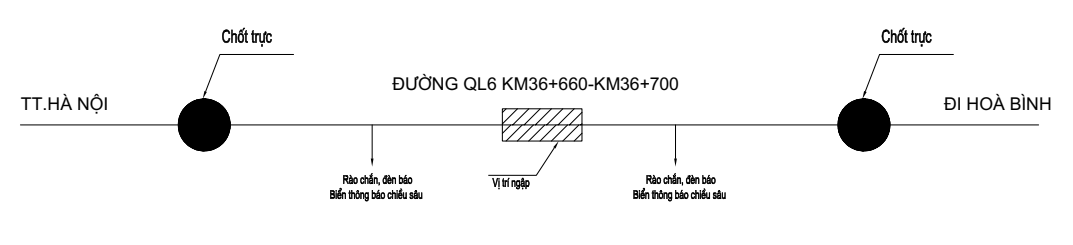 Chốt trực
Chốt trực
ĐƯỜNG QL6 KM36+660-KM36+700
TT.HÀ NỘI
ĐI HOÀ BÌNH
Rào chắn, đèn báo
Biển thông báo chiều sâu
Vị trí ngập
Rào chắn, đèn báo
Biển thông báo chiều sâu